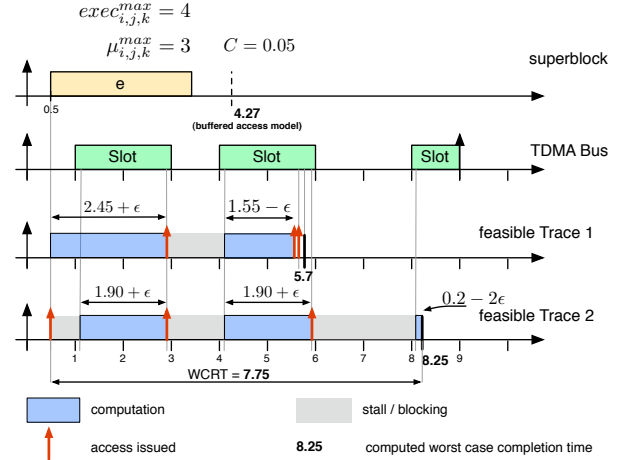 exec^{max}_{i,j,k} = 4
μ^{max}_{i,j,k} = 3 C = 0.05
superblock
e
0.5
4.27
(buffered access model)
TDMA Bus
Slot Slot Slot
2.45 + ϵ 1.55 − ϵ
feasible Trace 1
5.7
1.90 + ϵ 1.90 + ϵ 0.2 − 2ϵ
feasible Trace 2
1 2 3 4 5 6 7 8 8.25 9
WCRT = 7.75
computation stall / blocking
access issued 8.25 computed worst case completion time